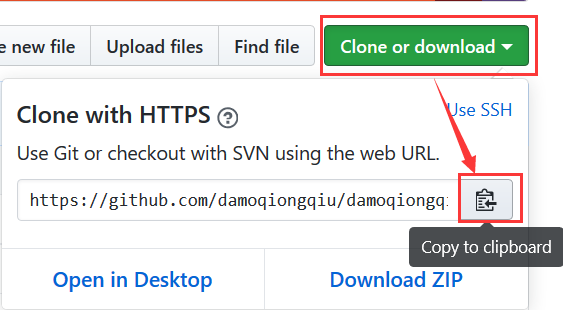 e new file Upload files Find file Clone or download
Clone with HTTPS ? Use SSH
Use Git or checkout with SVN using the web URL.
https://github.com/damoqiongqiu/damoqiongqi
Copy to clipboard
Open in Desktop Download ZIP